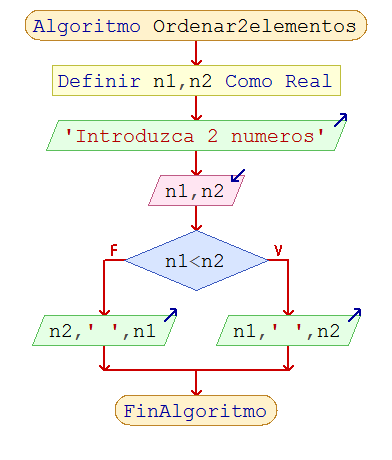 Algoritmo Ordenar2elementos
Definir n1,n2 Como Real
'Introduzca 2 numeros'
n1,n2
F
V
n1<n2
n2,' ',n1
n1,' ',n2
FinAlgoritmo